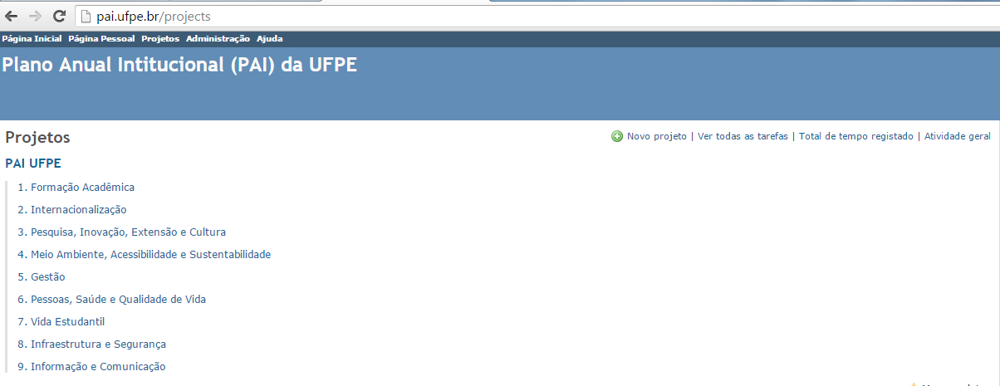 pai.ufpe.br/projects
Página Inicial Página Pessoal Projetos Administração Ajuda
Plano Anual Intitucional (PAI) da UFPE
Projetos
Novo projeto | Ver todas as tarefas | Total de tempo registado | Atividade geral
PAI UFPE
1. Formação Acadêmica
2. Internacionalização
3. Pesquisa, Inovação, Extensão e Cultura
4. Meio Ambiente, Acessibilidade e Sustentabilidade
5. Gestão
6. Pessoas, Saúde e Qualidade de Vida
7. Vida Estudantil
8. Infraestrutura e Segurança
9. Informação e Comunicação